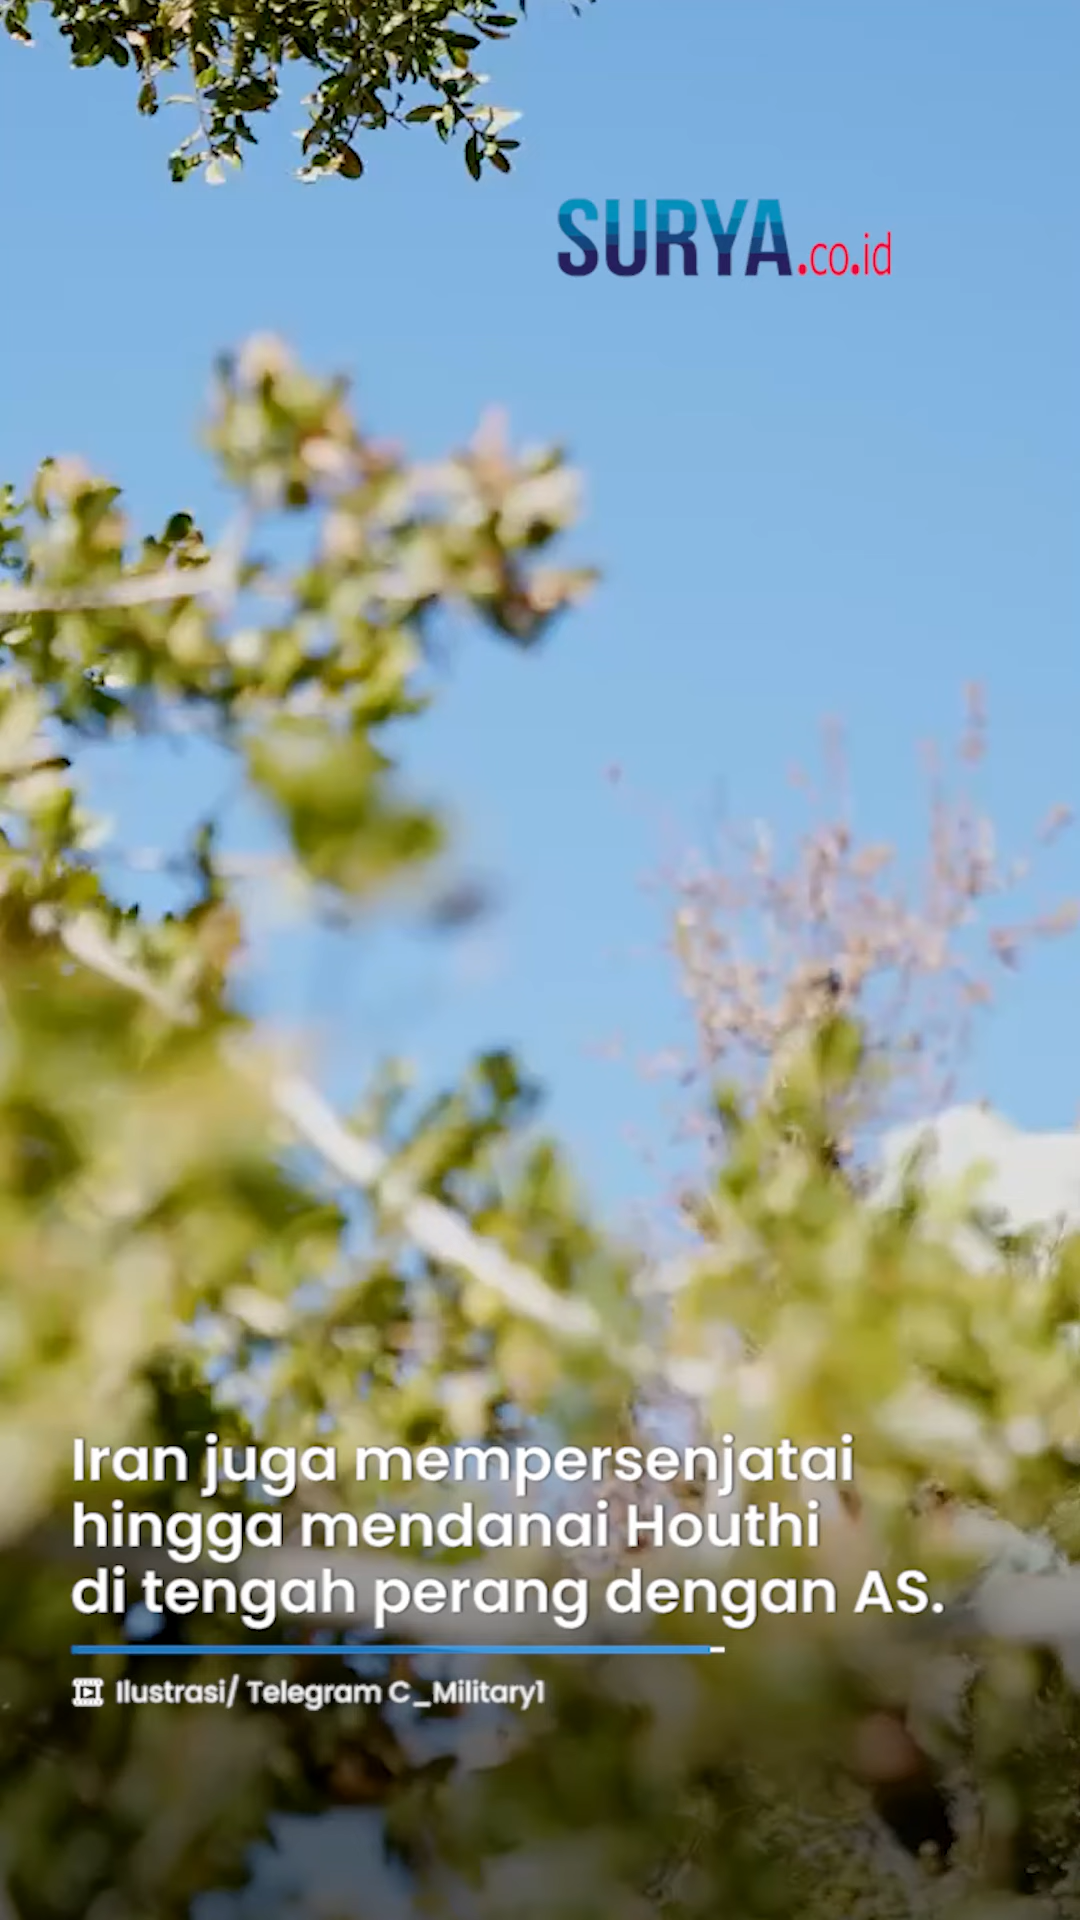 SURYA.co.id
Iran juga mempersenjatai
hingga mendanai Houthi
di tengah perang dengan AS.
Ilustrasi/ Telegram C_Military1